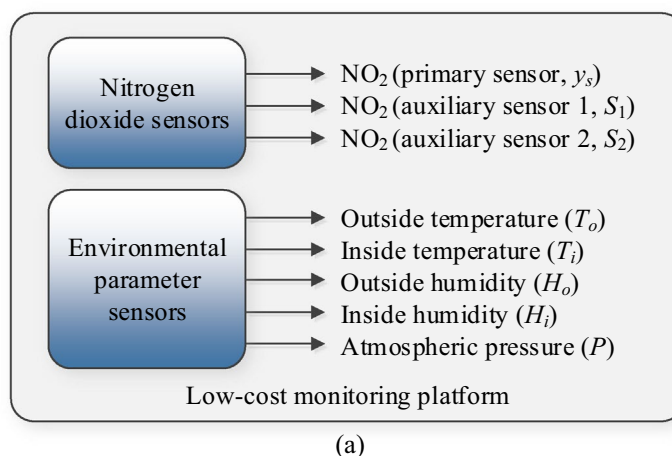 Nitrogen
dioxide sensors
NO₂ (primary sensor, yₛ)
NO₂ (auxiliary sensor 1, S₁)
NO₂ (auxiliary sensor 2, S₂)
Environmental
parameter
sensors
Outside temperature (Tₒ)
Inside temperature (Tᵢ)
Outside humidity (Hₒ)
Inside humidity (Hᵢ)
Atmospheric pressure (P)
Low-cost monitoring platform
(a)